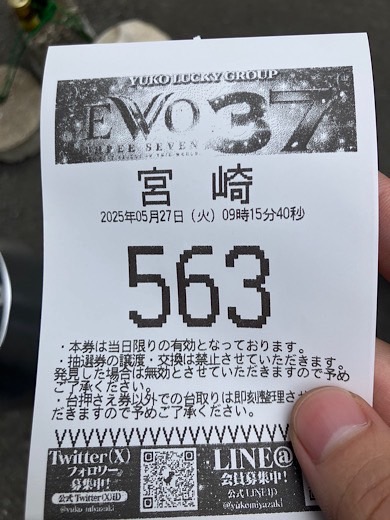 YUKO LUCKY GROUP
EVVO 37
THREE SEVEN
宮 崎
2025年05月27日（火）09時15分40秒
563
・本券は当日限りの有効となっております。
・抽選券の譲渡・交換は禁止させていただきます。
発見した場合は無効とさせていただきますので予め
ご了承ください。
・台押さえ券以外での台取りは即刻整理させ
だきますので予めご了承ください。
Twitter(X)
フォロワー
募集中！
公式Twitter(X)ID
@yuko_miyazaki
LINE@
会員募集中！
公式LINE ID
@yukomiyazaki